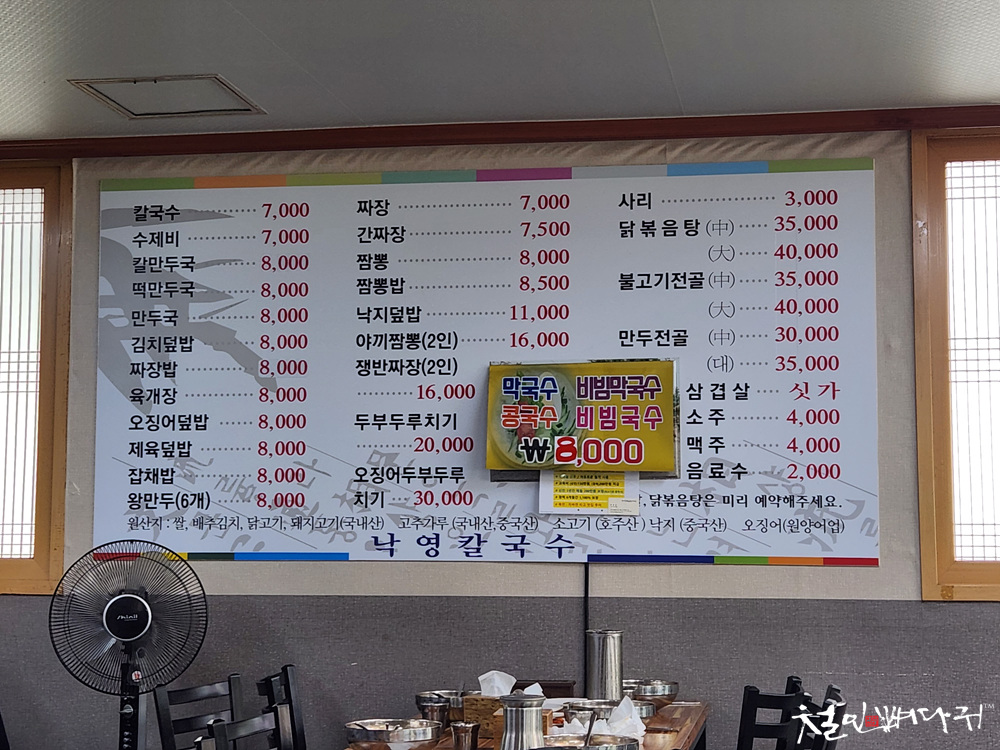 칼국수 ·········· 7,000
수제비 ·········· 7,000
칼만두국 ········ 8,000
떡만두국 ········ 8,000
만두국 ·········· 8,000
김치덮밥 ········ 8,000
짜장밥 ·········· 8,000
육개장 ·········· 8,000
오징어덮밥 ······ 8,000
제육덮밥 ········ 8,000
잡채밥 ·········· 8,000
왕만두(6개) ····· 8,000
짜장 ············ 7,000
간짜장 ·········· 7,500
짬뽕 ············ 8,000
짬뽕밥 ·········· 8,500
낙지덮밥 ········ 11,000
야끼짬뽕(2인) ··· 16,000
쟁반짜장(2인)
·········· 16,000
두부두루치기
·········· 20,000
오징어두부두루
치기 ······ 30,000
사리 ············ 3,000
닭볶음탕 (中) ···· 35,000
(大) ···· 40,000
불고기전골 (中) ···· 35,000
(大) ···· 40,000
만두전골 (中) ···· 30,000
(대) ···· 35,000
삼겹살 ···· 싯가
소주 ······ 4,000
맥주 ······ 4,000
음료수 ···· 2,000
, 닭볶음탕은 미리 예약해주세요.
막국수 비빔막국수
콩국수 비빔국수
₩8,000
원산지 : 쌀, 배추김치, 닭고기, 돼지고기(국내산) 고추가루 (국내산,중국산) 소고기 (호주산) 낙지 (중국산) 오징어(원양어업)
낙영칼국수
shinil
철인뼈다귀™